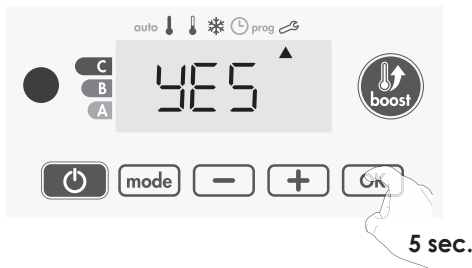 auto prog
C
B
A
YES
boost
mode − + OK
5 sec.